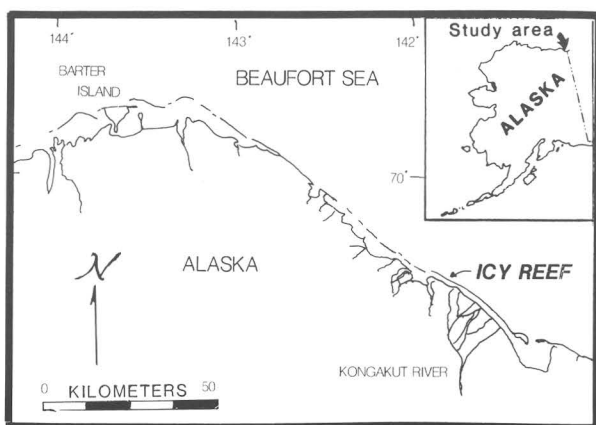 144°
143°
142°
Study area
BARTER
ISLAND
BEAUFORT SEA
ALASKA
70°
ALASKA
N
ICY REEF
KONGAKUT RIVER
0 KILOMETERS 50